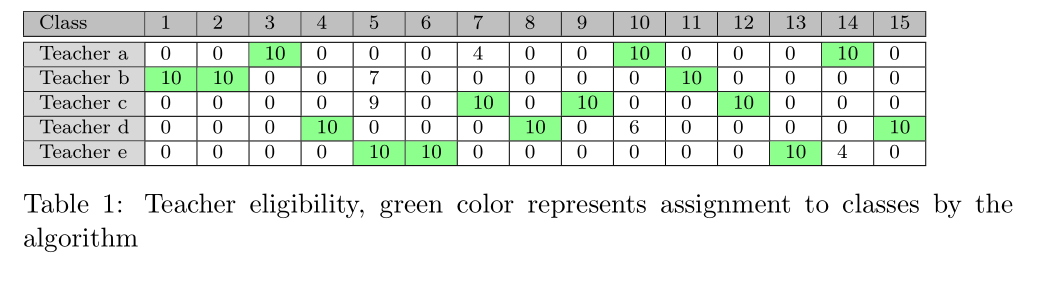 Class 1 2 3 4 5 6 7 8 9 10 11 12 13 14 15
Teacher a 0 0 10 0 0 0 4 0 0 10 0 0 0 10 0
Teacher b 10 10 0 0 7 0 0 0 0 0 10 0 0 0 0
Teacher c 0 0 0 0 9 0 10 0 10 0 0 10 0 0 0
Teacher d 0 0 0 10 0 0 0 10 0 6 0 0 0 0 10
Teacher e 0 0 0 0 10 10 0 0 0 0 0 0 10 4 0
Table 1: Teacher eligibility, green color represents assignment to classes by the
algorithm